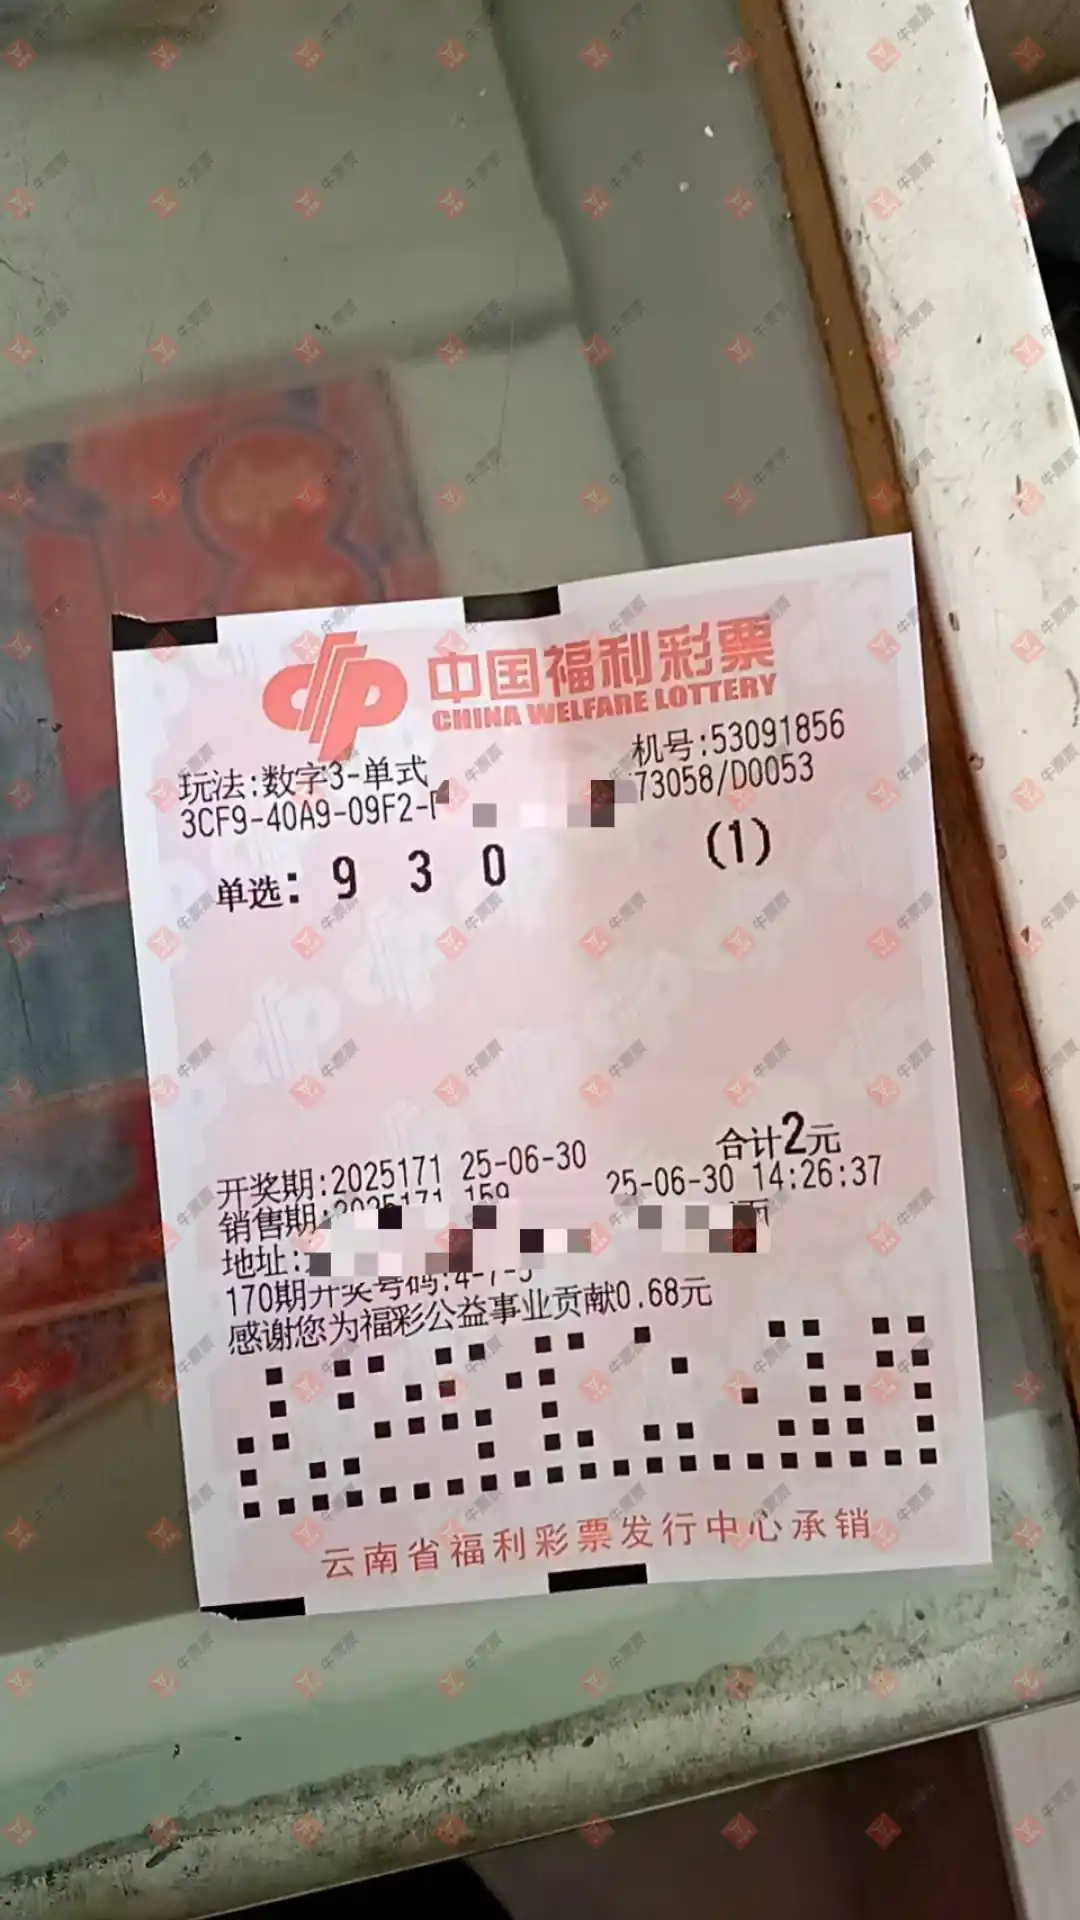 中国福利彩票
CHINA WELFARE LOTTERY
机号:53091856
玩法:数字3-单式
73058/D0053
3CF9-40A9-09F2-
单选: 9 3 0 (1)
合计2元
开奖期:2025171 25-06-30
25-06-30 14:26:37
销售期:2025171 159
地址:
170期开奖号码:4-7-
感谢您为福彩公益事业贡献0.68元
云南省福利彩票发行中心承销